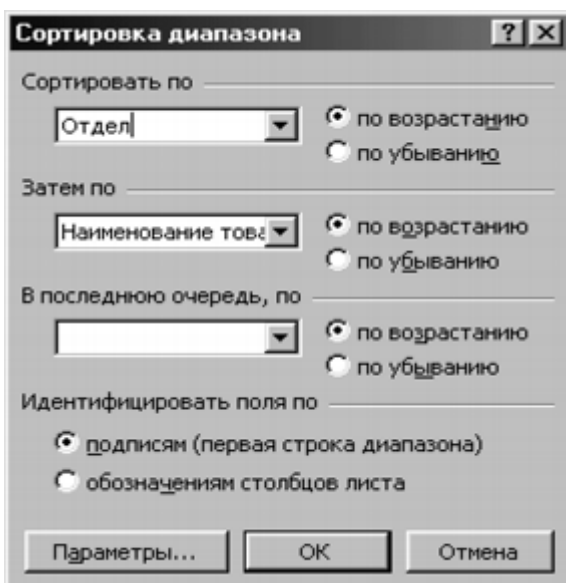 Сортировка диапазона
Сортировать по
Отдел
по возрастанию
по убыванию
Затем по
Наименование това
по возрастанию
по убыванию
В последнюю очередь, по
по возрастанию
по убыванию
Идентифицировать поля по
подписям (первая строка диапазона)
обозначениям столбцов листа
Параметры... ОК Отмена